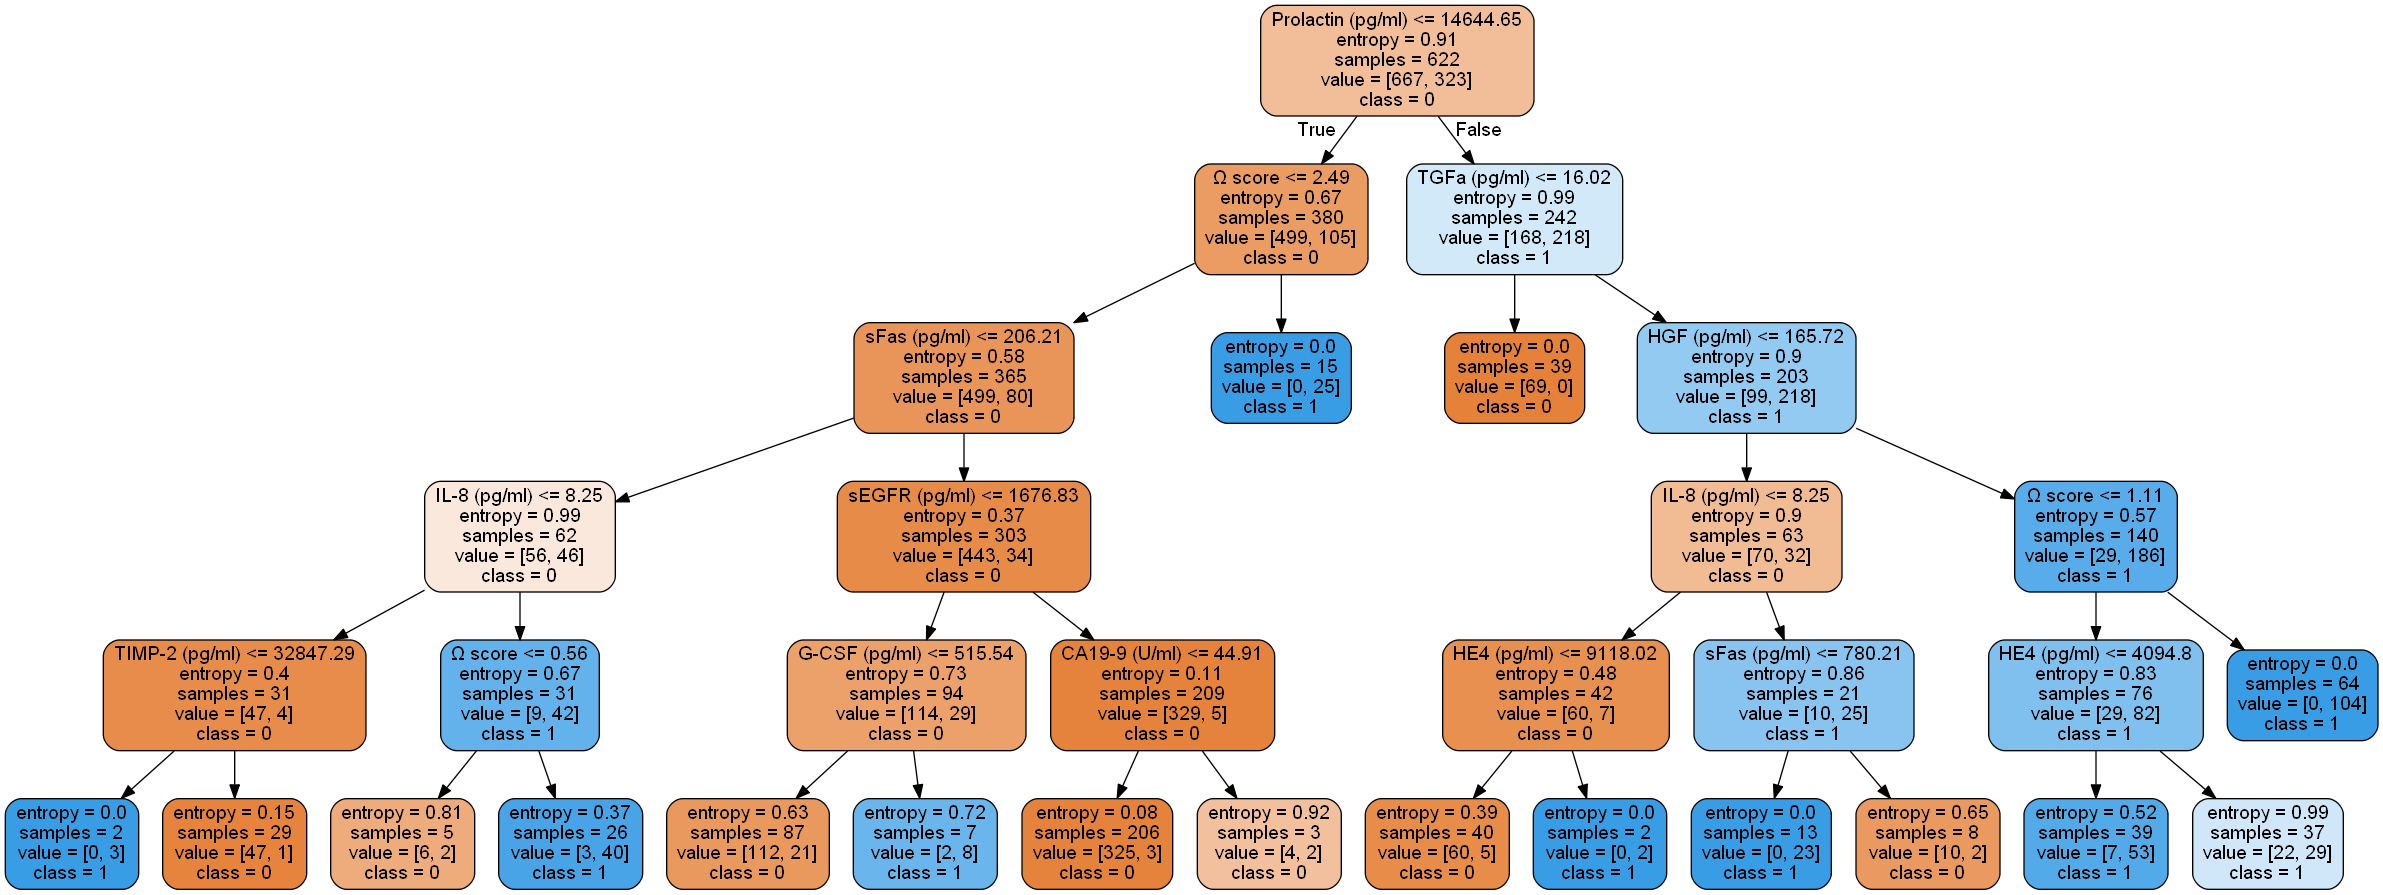 Prolactin (pg/ml) <= 14644.65
entropy = 0.91
samples = 622
value = [667, 323]
class = 0
True
False
Ω score <= 2.49
entropy = 0.67
samples = 380
value = [499, 105]
class = 0
TGFa (pg/ml) <= 16.02
entropy = 0.99
samples = 242
value = [168, 218]
class = 1
sFas (pg/ml) <= 206.21
entropy = 0.58
samples = 365
value = [499, 80]
class = 0
entropy = 0.0
samples = 15
value = [0, 25]
class = 1
entropy = 0.0
samples = 39
value = [69, 0]
class = 0
HGF (pg/ml) <= 165.72
entropy = 0.9
samples = 203
value = [99, 218]
class = 1
IL-8 (pg/ml) <= 8.25
entropy = 0.99
samples = 62
value = [56, 46]
class = 0
sEGFR (pg/ml) <= 1676.83
entropy = 0.37
samples = 303
value = [443, 34]
class = 0
IL-8 (pg/ml) <= 8.25
entropy = 0.9
samples = 63
value = [70, 32]
class = 0
Ω score <= 1.11
entropy = 0.57
samples = 140
value = [29, 186]
class = 1
TIMP-2 (pg/ml) <= 32847.29
entropy = 0.4
samples = 31
value = [47, 4]
class = 0
Ω score <= 0.56
entropy = 0.67
samples = 31
value = [9, 42]
class = 1
G-CSF (pg/ml) <= 515.54
entropy = 0.73
samples = 94
value = [114, 29]
class = 0
CA19-9 (U/ml) <= 44.91
entropy = 0.11
samples = 209
value = [329, 5]
class = 0
HE4 (pg/ml) <= 9118.02
entropy = 0.48
samples = 42
value = [60, 7]
class = 0
sFas (pg/ml) <= 780.21
entropy = 0.86
samples = 21
value = [10, 25]
class = 1
HE4 (pg/ml) <= 4094.8
entropy = 0.83
samples = 76
value = [29, 82]
class = 1
entropy = 0.0
samples = 64
value = [0, 104]
class = 1
entropy = 0.0
samples = 2
value = [0, 3]
class = 1
entropy = 0.15
samples = 29
value = [47, 1]
class = 0
entropy = 0.81
samples = 5
value = [6, 2]
class = 0
entropy = 0.37
samples = 26
value = [3, 40]
class = 1
entropy = 0.63
samples = 87
value = [112, 21]
class = 0
entropy = 0.72
samples = 7
value = [2, 8]
class = 1
entropy = 0.08
samples = 206
value = [325, 3]
class = 0
entropy = 0.92
samples = 3
value = [4, 2]
class = 0
entropy = 0.39
samples = 40
value = [60, 5]
class = 0
entropy = 0.0
samples = 2
value = [0, 2]
class = 1
entropy = 0.0
samples = 13
value = [0, 23]
class = 1
entropy = 0.65
samples = 8
value = [10, 2]
class = 0
entropy = 0.52
samples = 39
value = [7, 53]
class = 1
entropy = 0.99
samples = 37
value = [22, 29]
class = 1